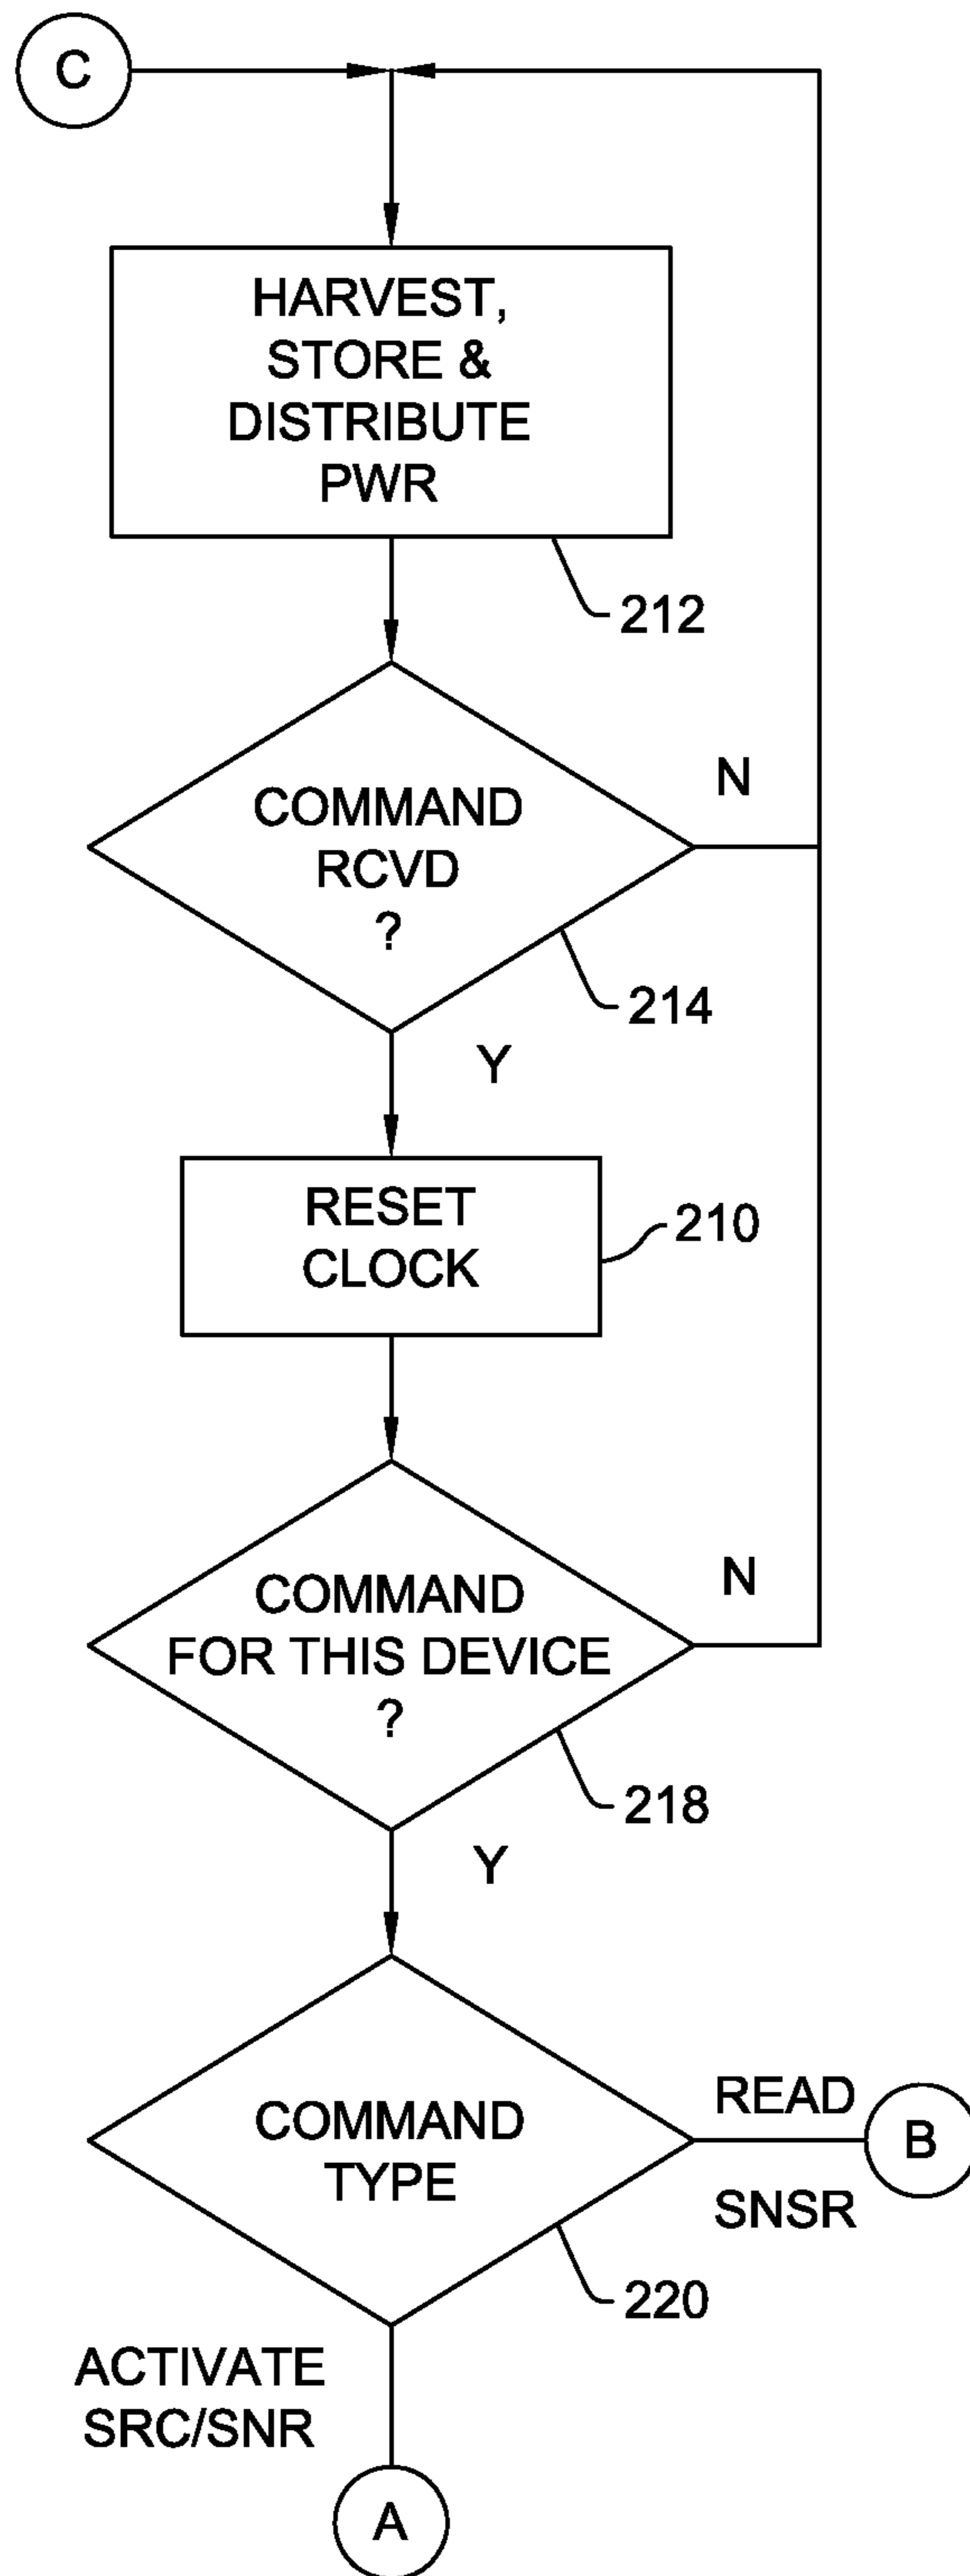 C
HARVEST,
STORE &
DISTRIBUTE
PWR
212
COMMAND
RCVD
?
N
214
Y
RESET
CLOCK
210
COMMAND
FOR THIS DEVICE
?
N
218
Y
COMMAND
TYPE
READ
SNSR
B
220
ACTIVATE
SRC/SNR
A